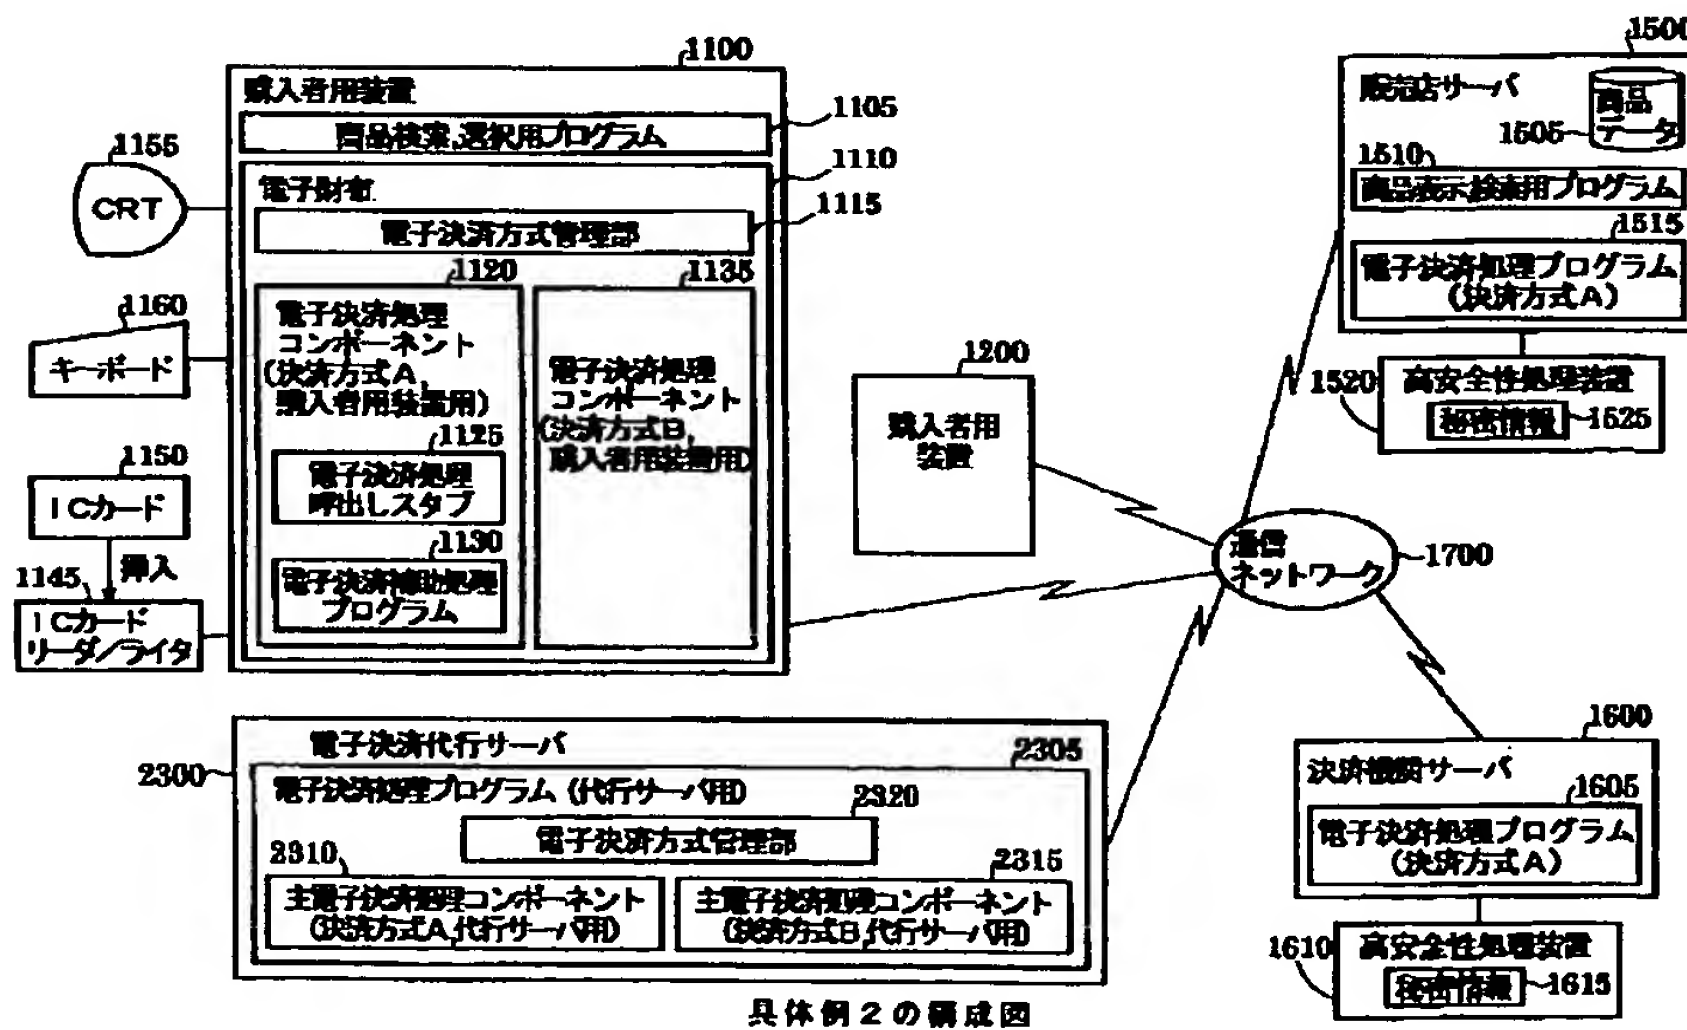 1100
購入者用装置
1105
商品検索,選択用プログラム
1110
電子財布
1115
電子決済方式管理部
1120
電子決済処理
コンポーネント
(決済方式A,
購入者用装置用)
1125
電子決済処理
呼出しスタブ
1130
電子決済補助処理
プログラム
1135
電子決済処理
コンポーネント
(決済方式B,
購入者用装置用)
1155
CRT
1160
キーボード
1150
ICカード
挿入
1145
ICカード
リーダ/ライタ
1200
購入者用
装置
1500
販売店サーバ
商品
データ
1505
1510
商品表示,検索用プログラム
1515
電子決済処理プログラム
(決済方式A)
1520
高安全性処理装置
秘密情報
1525
通信
ネットワーク
1700
2300
電子決済代行サーバ
2305
電子決済処理プログラム (代行サーバ用)
2320
電子決済方式管理部
2310
主電子決済処理コンポーネント
(決済方式A,代行サーバ用)
2315
主電子決済処理コンポーネント
(決済方式B,代行サーバ用)
1600
決済機関サーバ
1605
電子決済処理プログラム
(決済方式A)
1610
高安全性処理装置
秘密情報
1615
具体例2の構成図